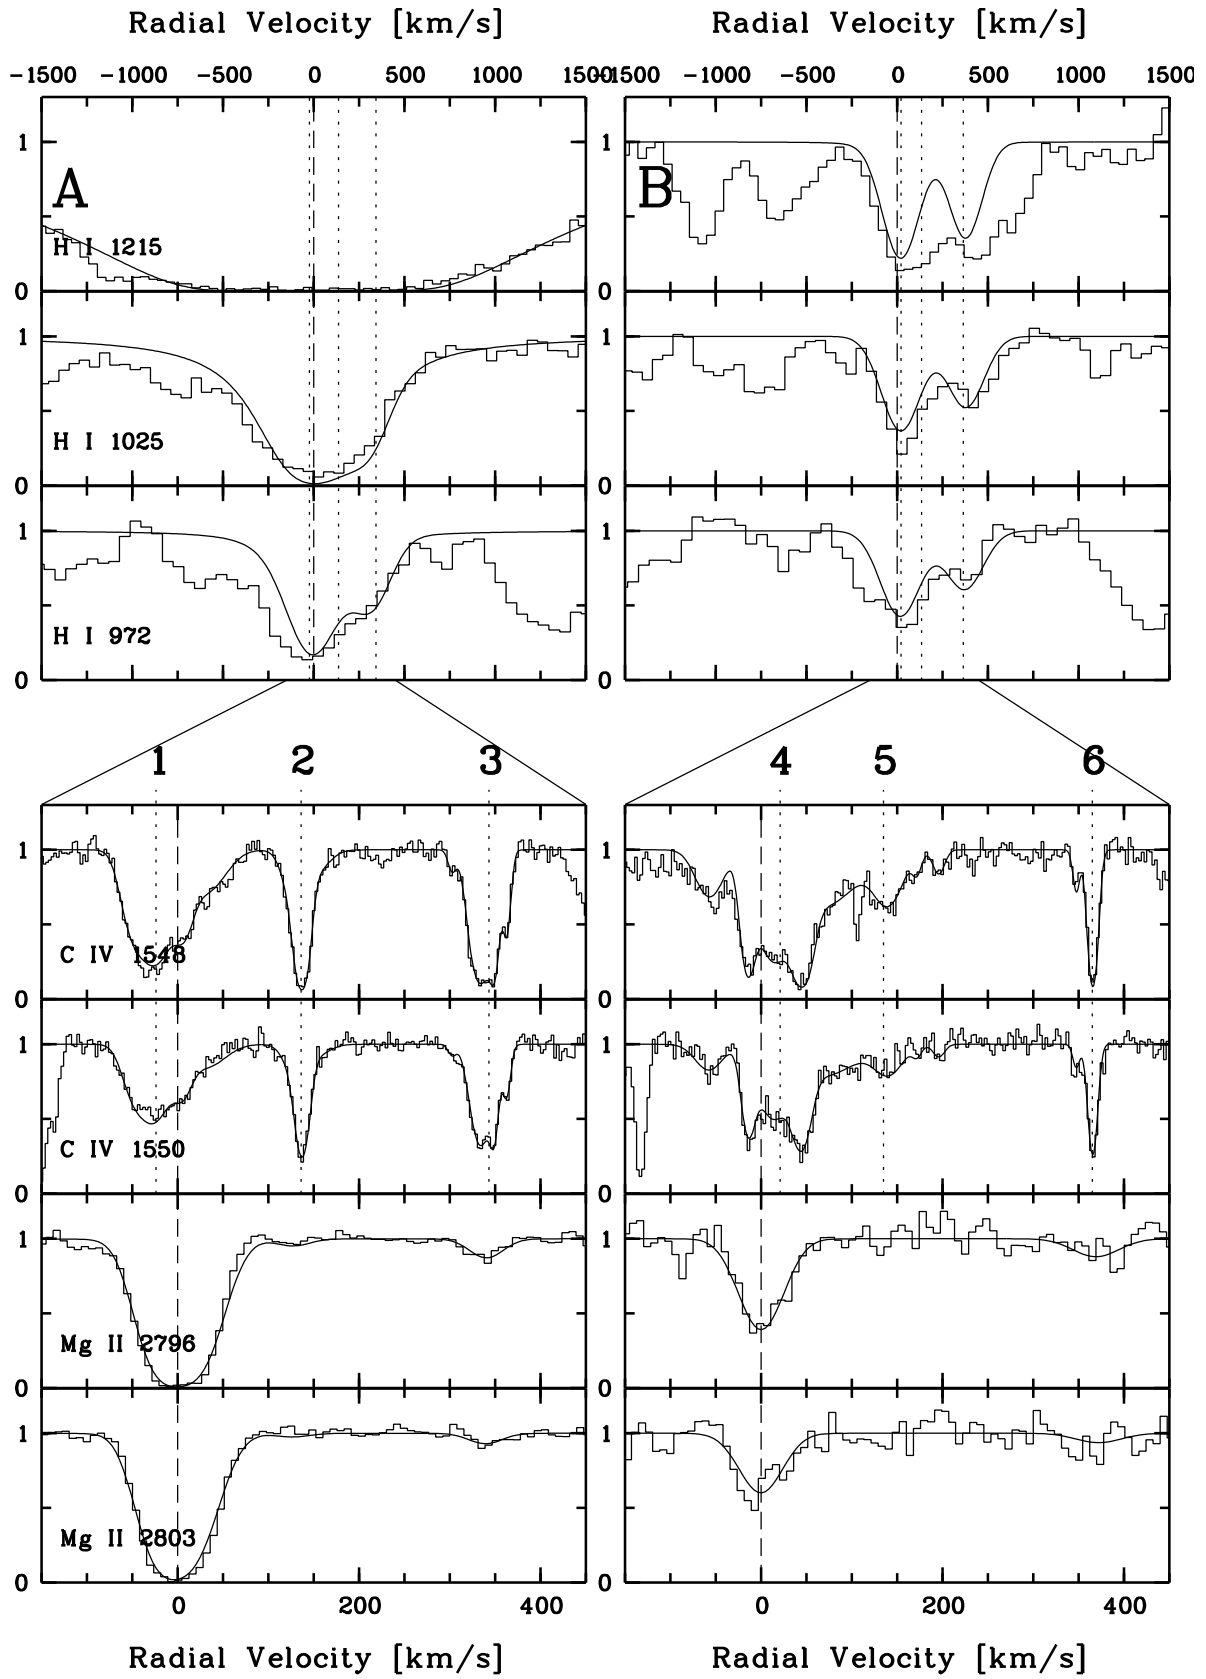 Radial Velocity [km/s] Radial Velocity [km/s]
−1500 −1000 −500 0 500 1000 1500 −1500 −1000 −500 0 500 1000 1500
1 1
A B
H I 1215
0 0
1 1
H I 1025
0 0
1 1
H I 972
0 0
1 2 3 4 5 6
1 1
C IV 1548
0 0
1 1
C IV 1550
0 0
1 1
Mg II 2796
0 0
1 1
Mg II 2803
0 0
0 200 400 0 200 400
Radial Velocity [km/s] Radial Velocity [km/s]